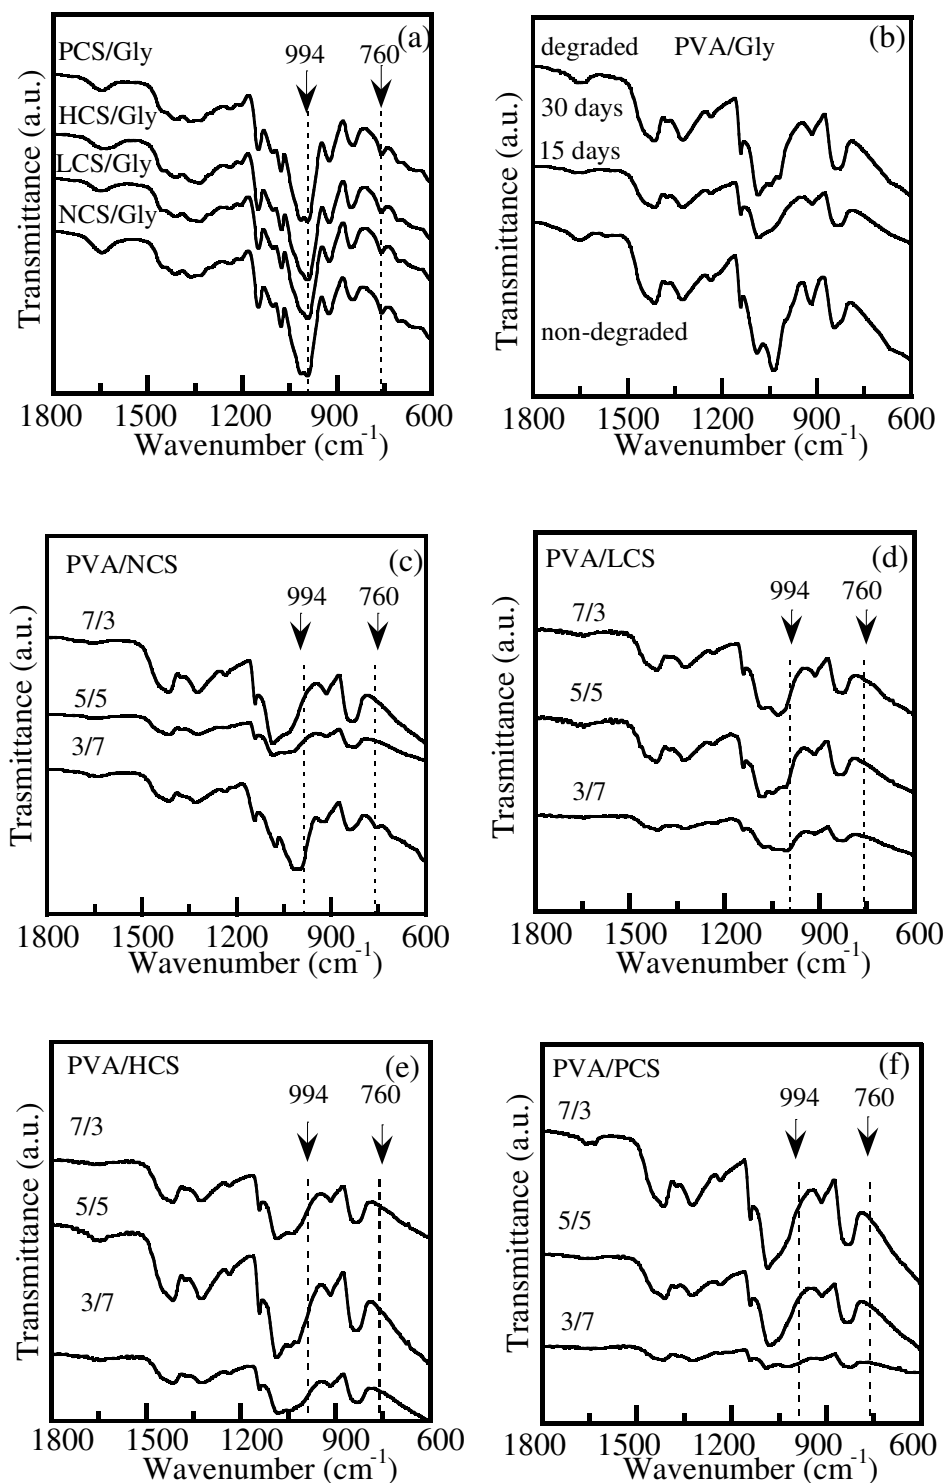 (a)
PCS/Gly
994
760
HCS/Gly
LCS/Gly
NCS/Gly
Transmittance (a.u.)
1800 1500 1200 900 600
Wavenumber (cm-1)
(b)
degraded
PVA/Gly
30 days
15 days
non-degraded
Transmittance (a.u.)
1800 1500 1200 900 600
Wavenumber (cm-1)
(c)
PVA/NCS
994
760
7/3
5/5
3/7
Trasmittance (a.u.)
1800 1500 1200 900 600
Wavenumber (cm-1)
(d)
PVA/LCS
994
760
7/3
5/5
3/7
Trasmittance (a.u.)
1800 1500 1200 900 600
Wavenumber (cm-1)
(e)
PVA/HCS
994
760
7/3
5/5
3/7
Transmittance (a.u.)
1800 1500 1200 900 600
Wavenumber (cm-1)
(f)
PVA/PCS
7/3
994
760
5/5
3/7
Transmittance (a.u.)
1800 1500 1200 900 600
Wavenumber (cm-1)